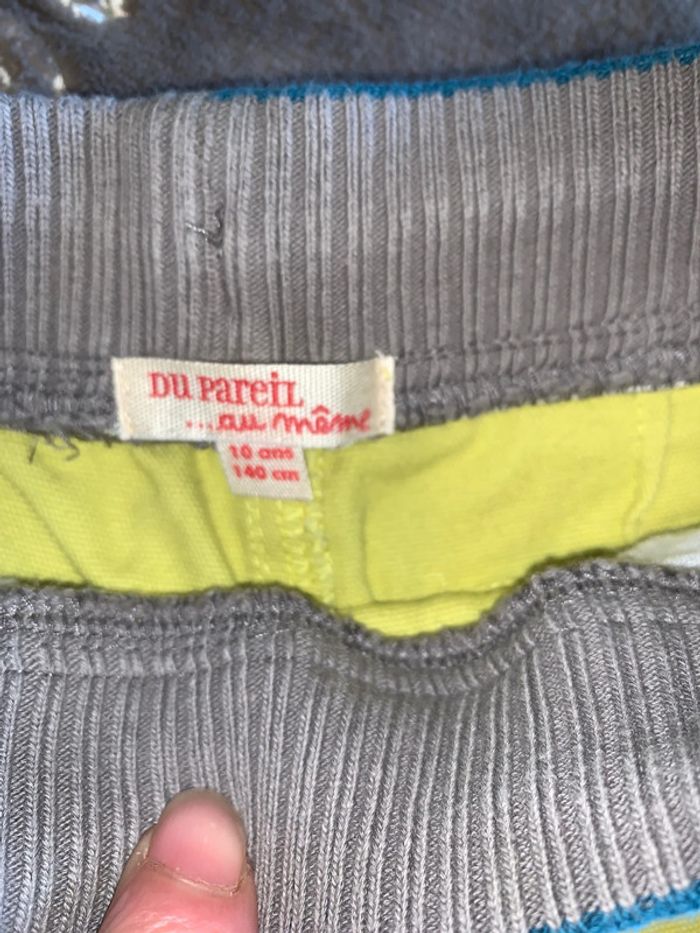 DU PareiL
...au même
10 ans
140 cm